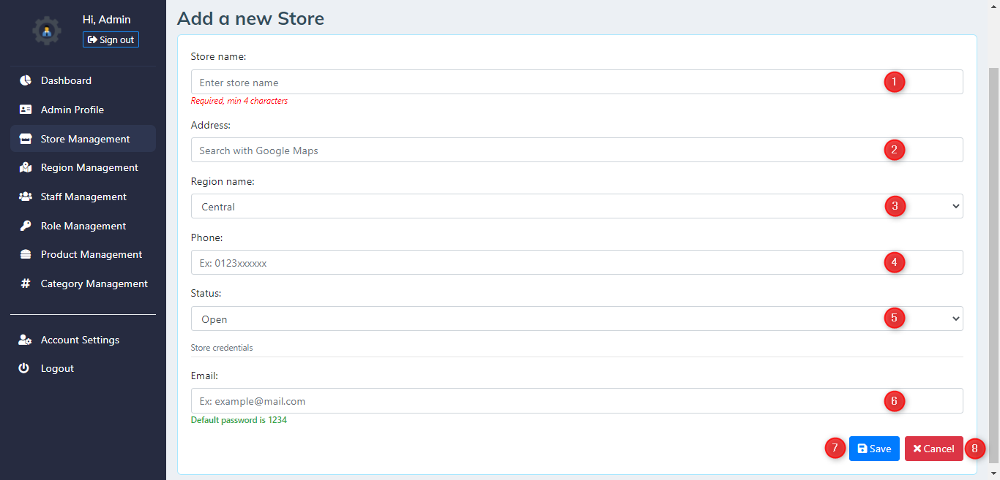 Hi, Admin
Sign out
Dashboard
Admin Profile
Store Management
Region Management
Staff Management
Role Management
Product Management
Category Management
Account Settings
Logout
Add a new Store
Store name:
Enter store name
1
Required, min 4 characters
Address:
Search with Google Maps
2
Region name:
Central
3
Phone:
Ex: 0123xxxxxx
4
Status:
Open
5
Store credentials
Email:
Ex: example@mail.com
6
Default password is 1234
7 Save Cancel 8